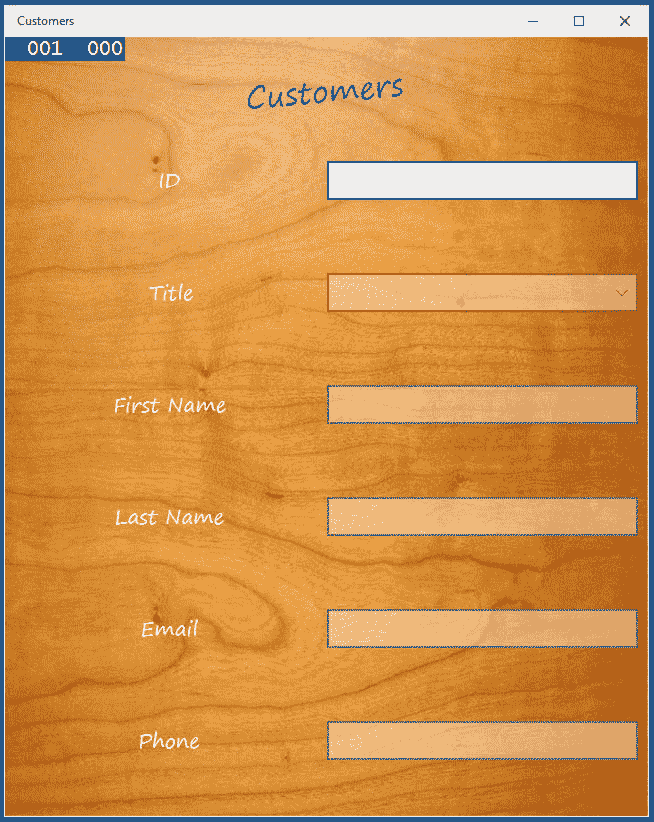 Customers
001 000
Customers
ID
Title
First Name
Last Name
Email
Phone